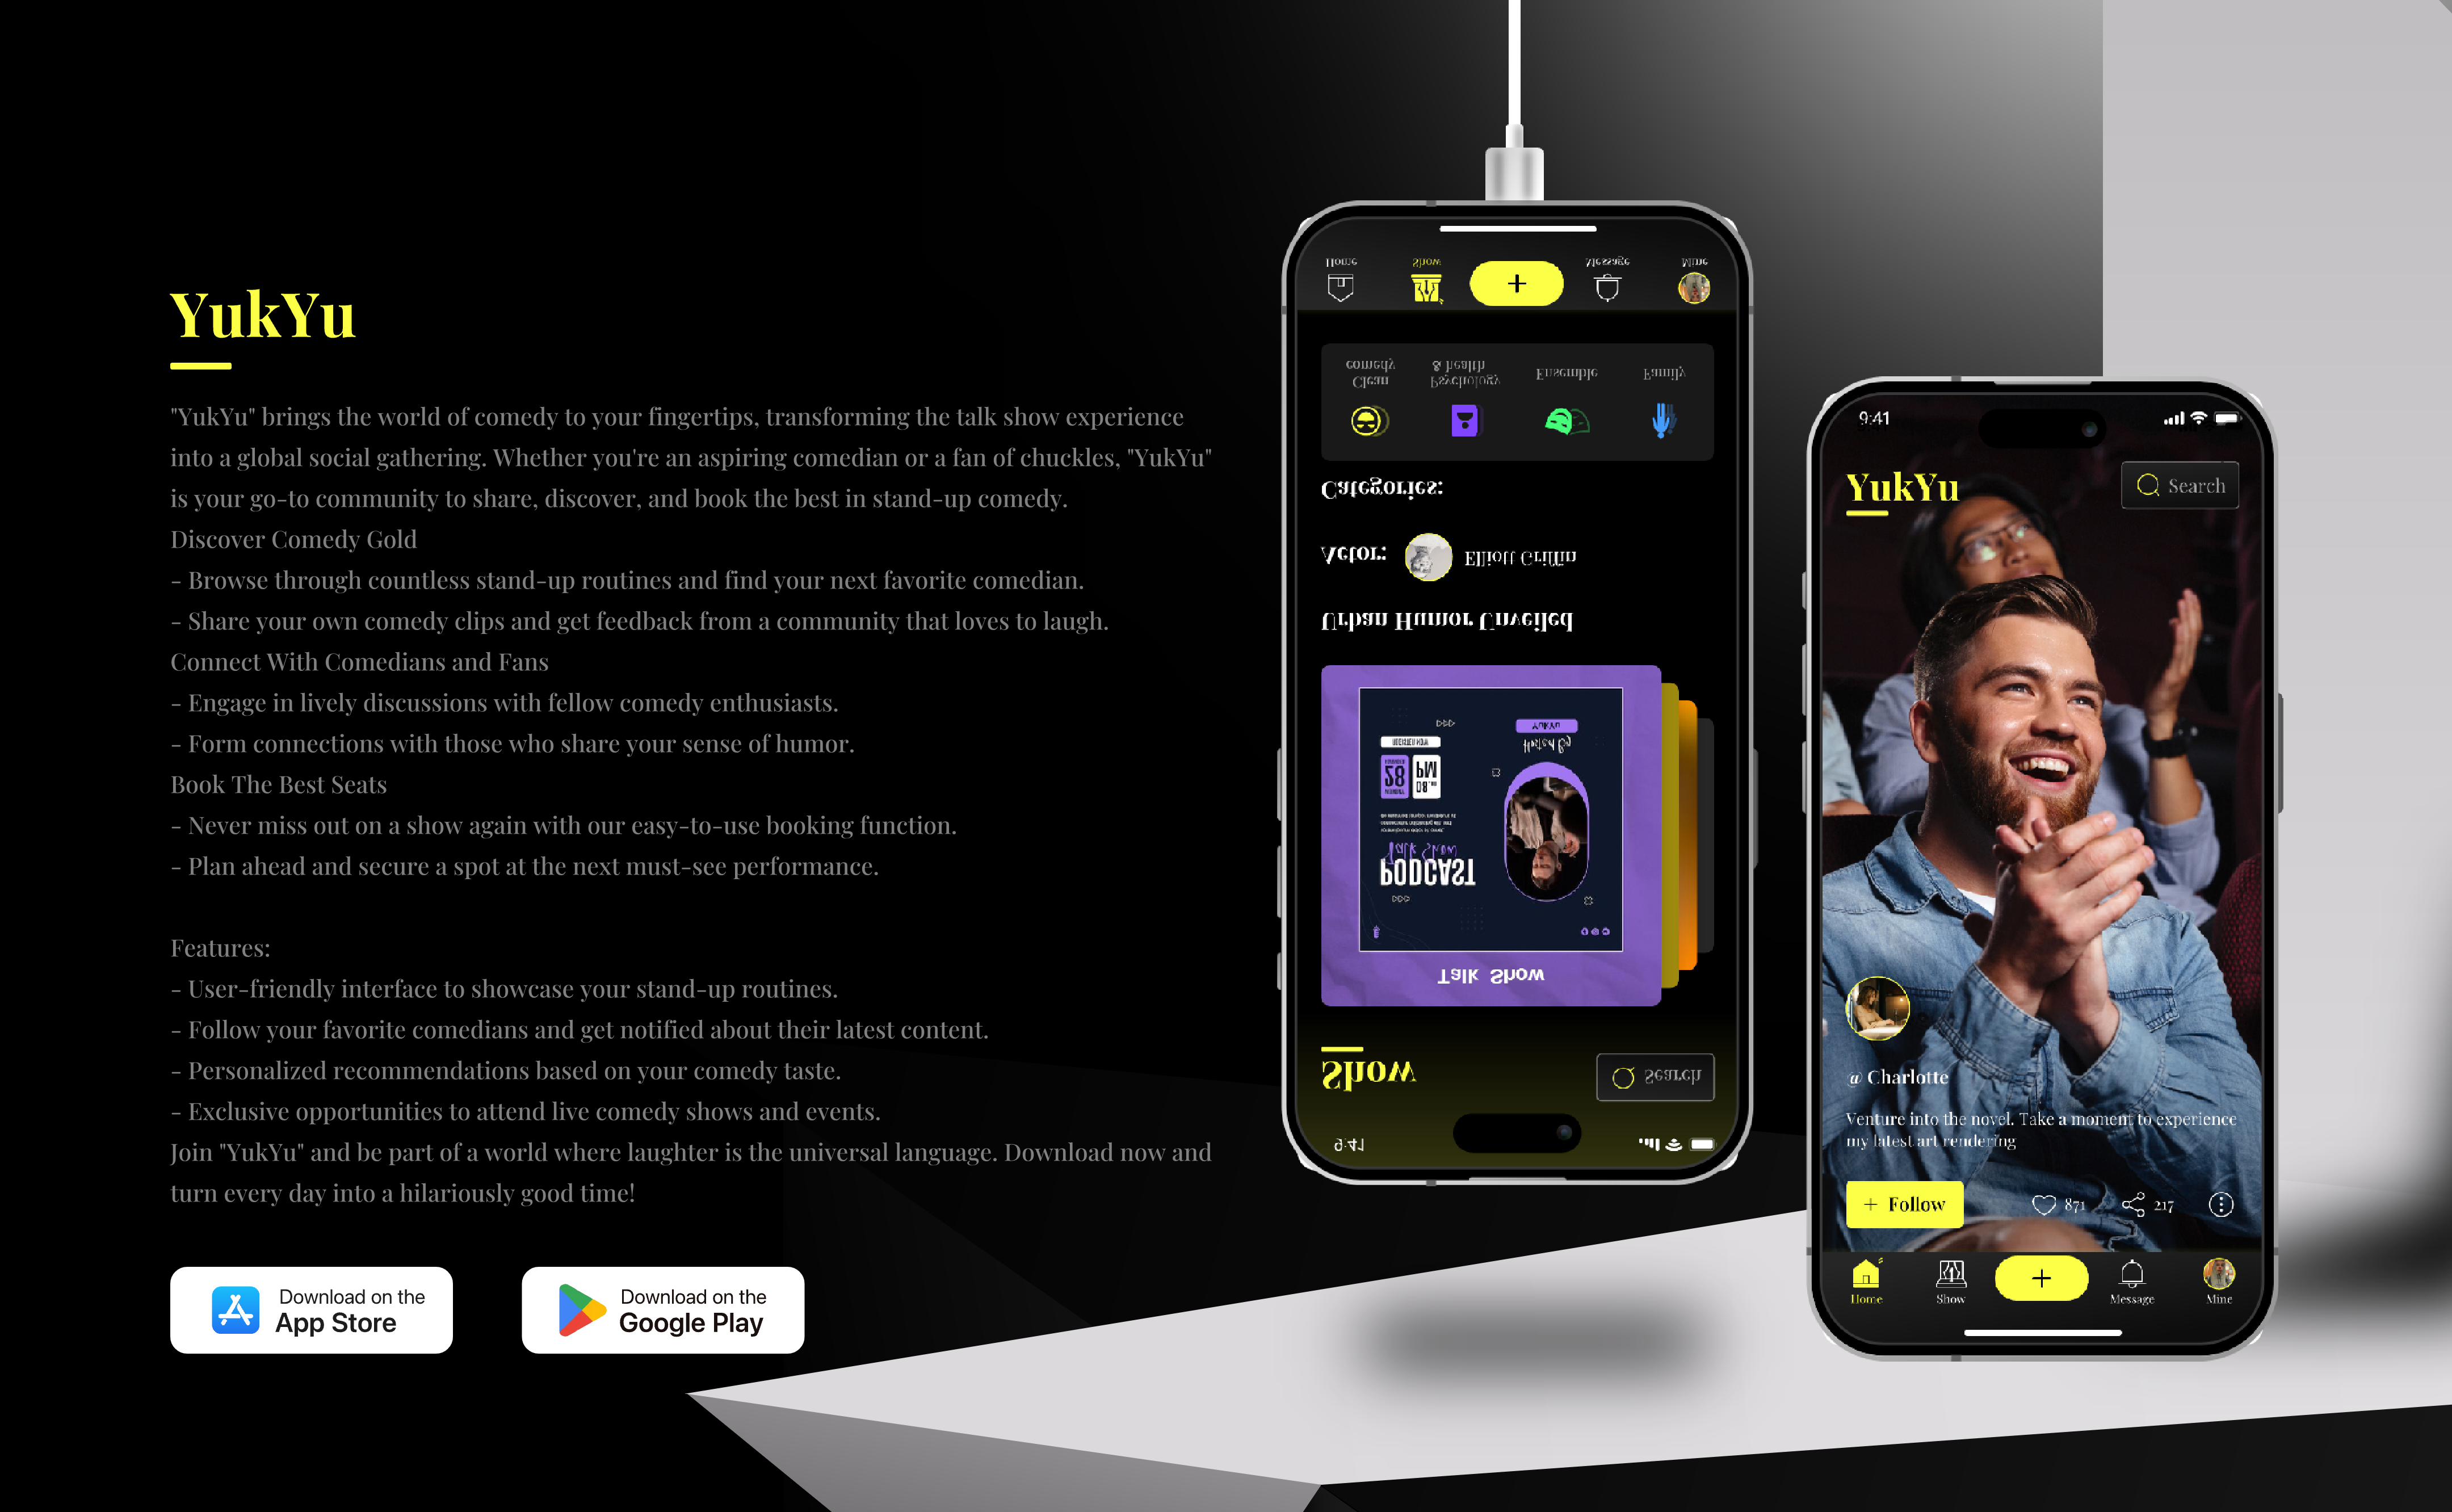 YukYu
"YukYu" brings the world of comedy to your fingertips, transforming the talk show experience
into a global social gathering. Whether you're an aspiring comedian or a fan of chuckles, "YukYu"
is your go-to community to share, discover, and book the best in stand-up comedy.
Discover Comedy Gold
- Browse through countless stand-up routines and find your next favorite comedian.
- Share your own comedy clips and get feedback from a community that loves to laugh.
Connect With Comedians and Fans
- Engage in lively discussions with fellow comedy enthusiasts.
- Form connections with those who share your sense of humor.
Book The Best Seats
- Never miss out on a show again with our easy-to-use booking function.
- Plan ahead and secure a spot at the next must-see performance.
Features:
- User-friendly interface to showcase your stand-up routines.
- Follow your favorite comedians and get notified about their latest content.
- Personalized recommendations based on your comedy taste.
- Exclusive opportunities to attend live comedy shows and events.
Join "YukYu" and be part of a world where laughter is the universal language. Download now and
turn every day into a hilariously good time!
Download on the
App Store
Download on the
Google Play
9:41
Show
Search
Talk Show
PODCAST
Talk Show
MONDAY
28
08.00
PM
REGISTER NOW
Hosted By
YukYu
Urban Humor Unveiled
Actor:
Elliott Griffin
Categories:
Clean
comedy
Psychology
& health
Ensemble
Family
Home
Show
+
Message
Mine
9:41
YukYu
Search
@ Charlotte
Venture into the novel. Take a moment to experience
my latest art rendering
+ Follow
871
217
Home
Show
+
Message
Mine